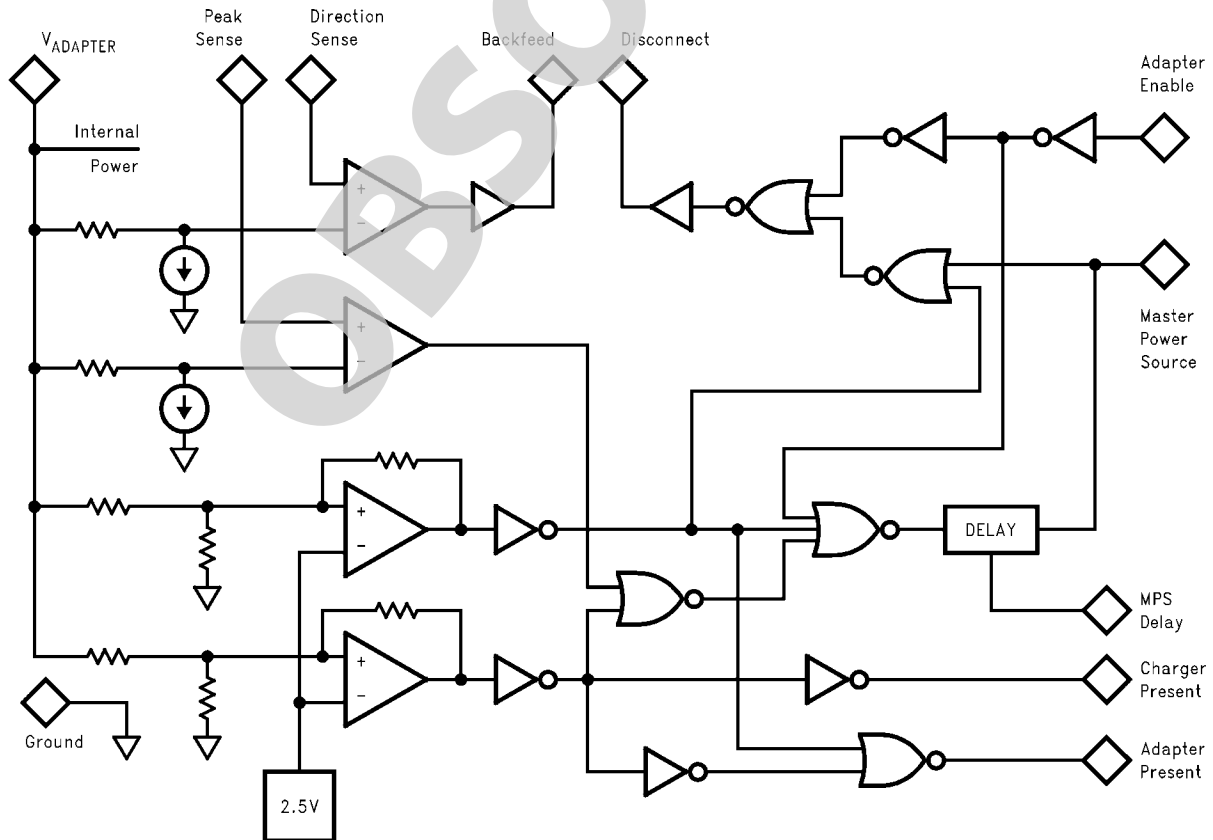 V_ADAPTER
Peak
Sense
Direction
Sense
Backfeed
Disconnect
Adapter
Enable
Internal
Power
+
−
Master
Power
Source
+
−
+
−
DELAY
MPS
Delay
+
−
Charger
Present
Ground
Adapter
Present
2.5V
OBSO